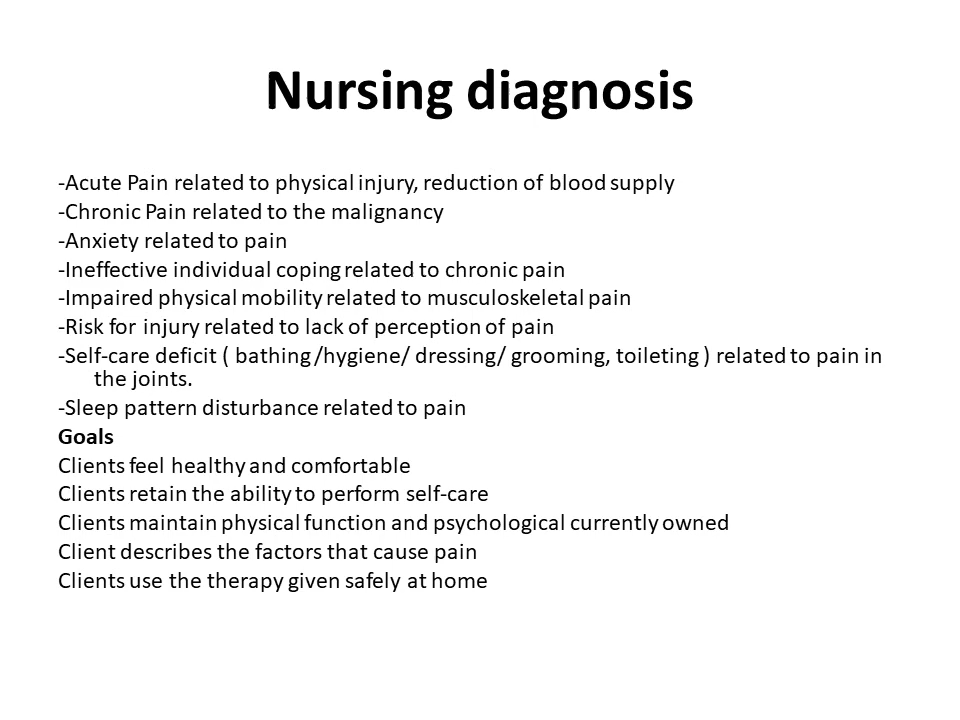 Nursing diagnosis
-Acute Pain related to physical injury, reduction of blood supply
-Chronic Pain related to the malignancy
-Anxiety related to pain
-Ineffective individual coping related to chronic pain
-Impaired physical mobility related to musculoskeletal pain
-Risk for injury related to lack of perception of pain
-Self-care deficit ( bathing /hygiene/ dressing/ grooming, toileting ) related to pain in
the joints.
-Sleep pattern disturbance related to pain
Goals
Clients feel healthy and comfortable
Clients retain the ability to perform self-care
Clients maintain physical function and psychological currently owned
Client describes the factors that cause pain
Clients use the therapy given safely at home